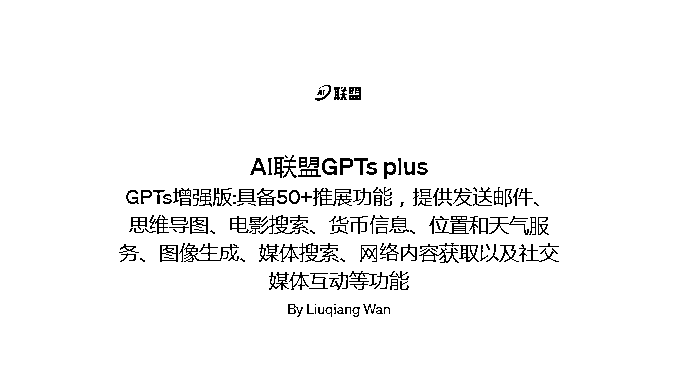 AI联盟
AI联盟GPTs plus
GPTs增强版:具备50+推展功能，提供发送邮件、
思维导图、电影搜索、货币信息、位置和天气服
务、图像生成、媒体搜索、网络内容获取以及社交
媒体互动等功能
By Liuqiang Wan